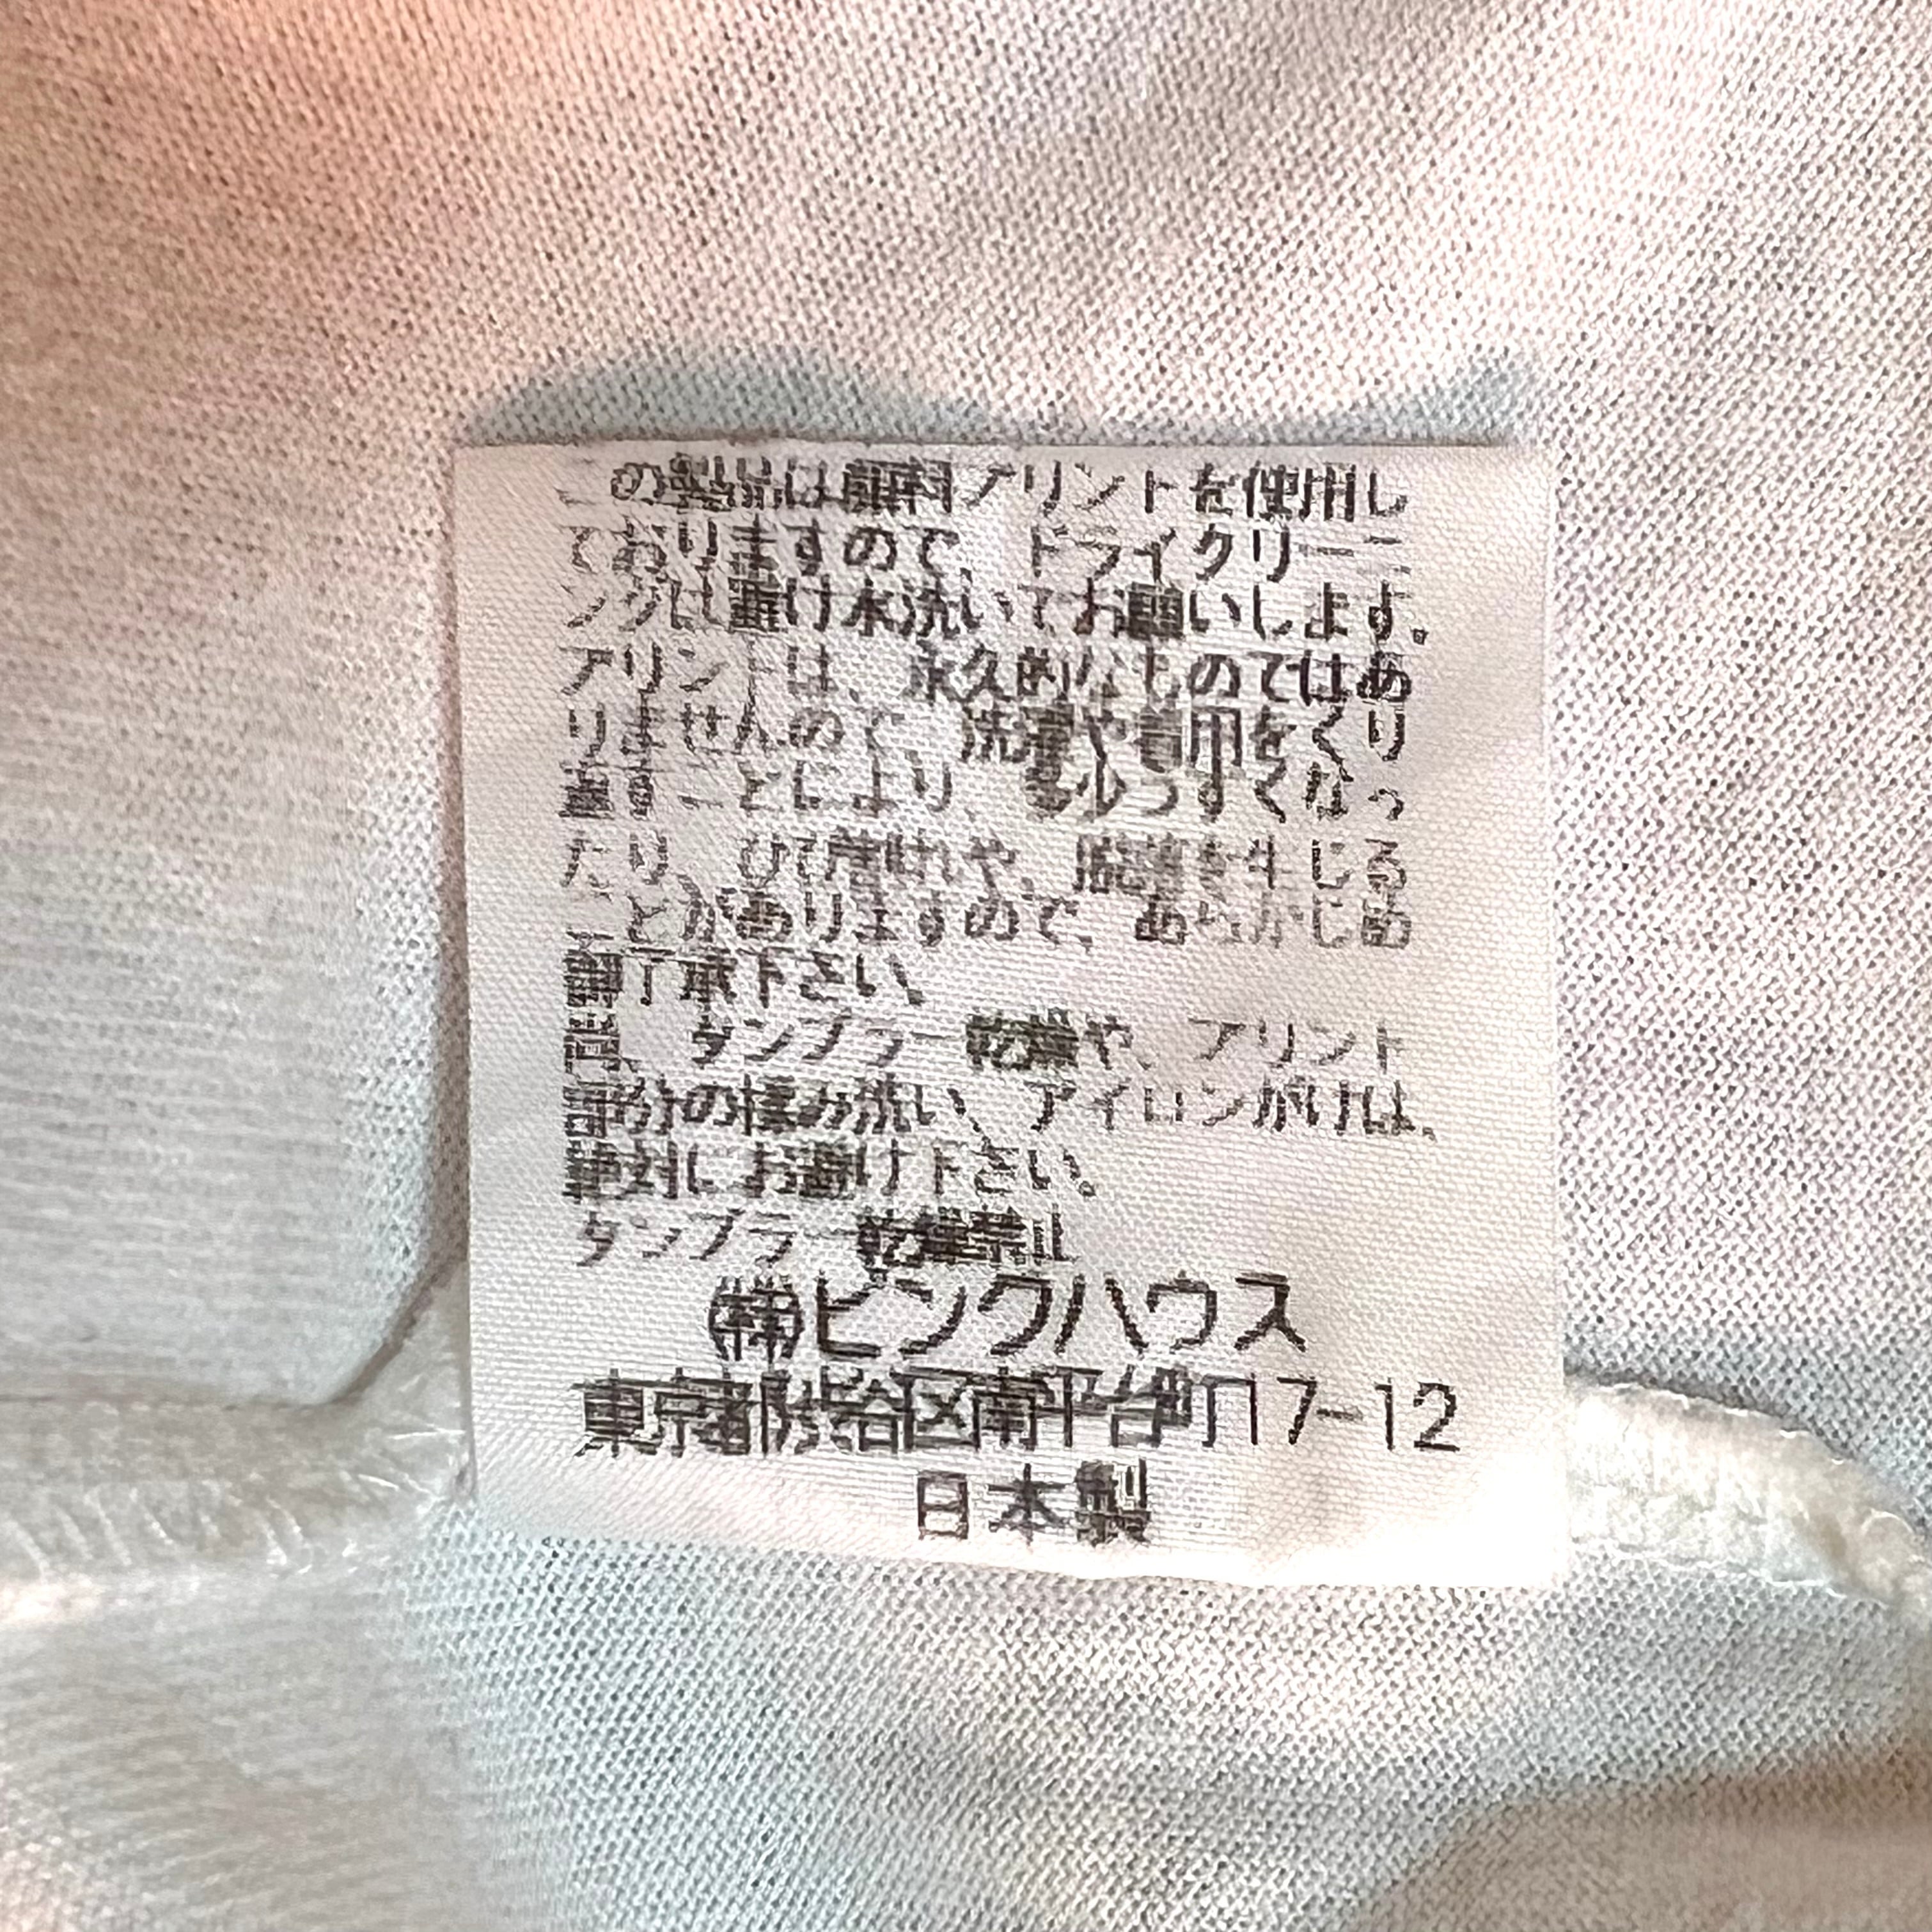 この製品は顔料プリントを使用し
ておりますので、ドライクリーニ
ングは避け水洗いでお願いします。
プリントは、永久的なものではあ
りませんので、洗濯や着用をくり
返すことにより、多少うすくなっ
たり、ひび割れや、脱落を生じる
ことがありますので、あらかじめ
御了承下さい。
尚、タンブラー乾燥や、プリント
部分の揉み洗い、アイロンがけは、
絶対にお避け下さい。
タンブラー乾燥禁止
㈱ピンクハウス
東京都渋谷区南平台町17-12
日本製